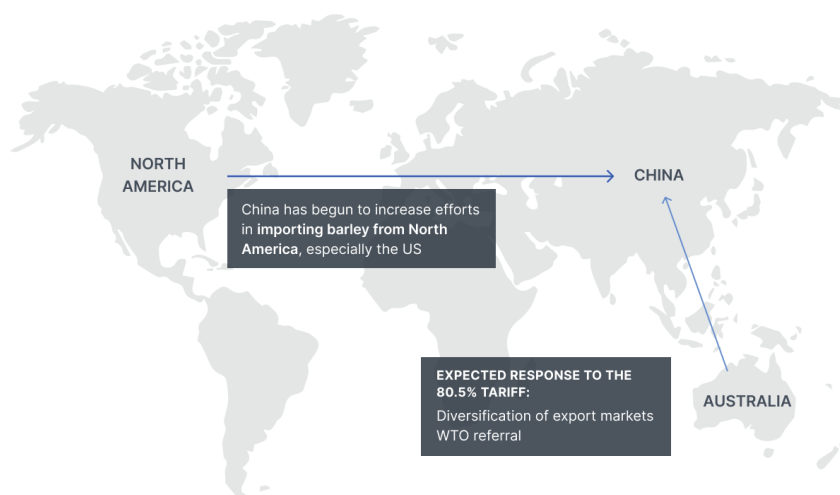 NORTH
AMERICA
CHINA
China has begun to increase efforts
in importing barley from North
America, especially the US
EXPECTED RESPONSE TO THE
80.5% TARIFF:
Diversification of export markets
WTO referral
AUSTRALIA